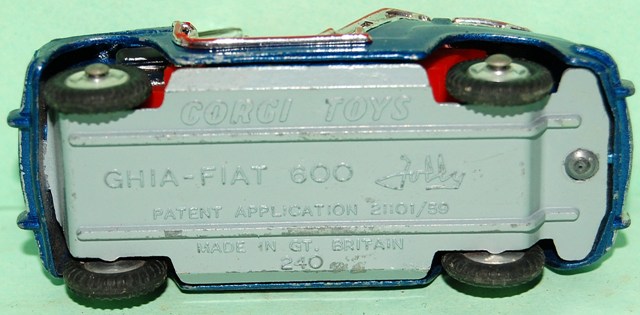 CORGI TOYS
GHIA-FIAT 600 Jolly
PATENT APPLICATION 21101/59
MADE IN GT. BRITAIN
240